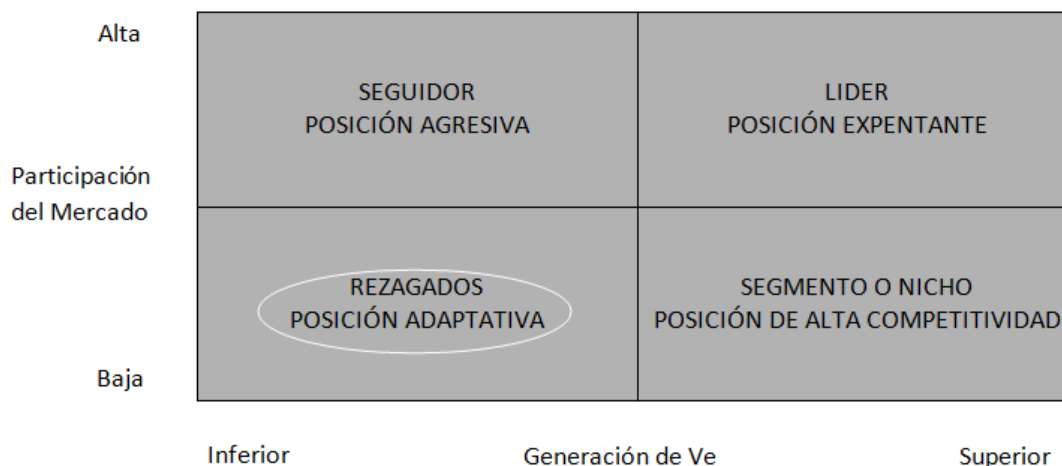 Alta
SEGUIDOR
POSICIÓN AGRESIVA
LIDER
POSICIÓN EXPENTANTE
Participación
del Mercado
REZAGADOS
POSICIÓN ADAPTATIVA
SEGMENTO O NICHO
POSICIÓN DE ALTA COMPETITIVIDAD
Baja
Inferior
Generación de Ve
Superior